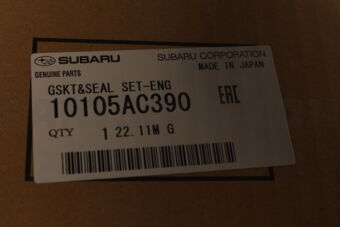 SUBARU SUBARU CORPORATION
GENUINE PARTS MADE IN JAPAN
GSKT&SEAL SET-ENG
10105AC390 EAC
QTY 1 22.11M G